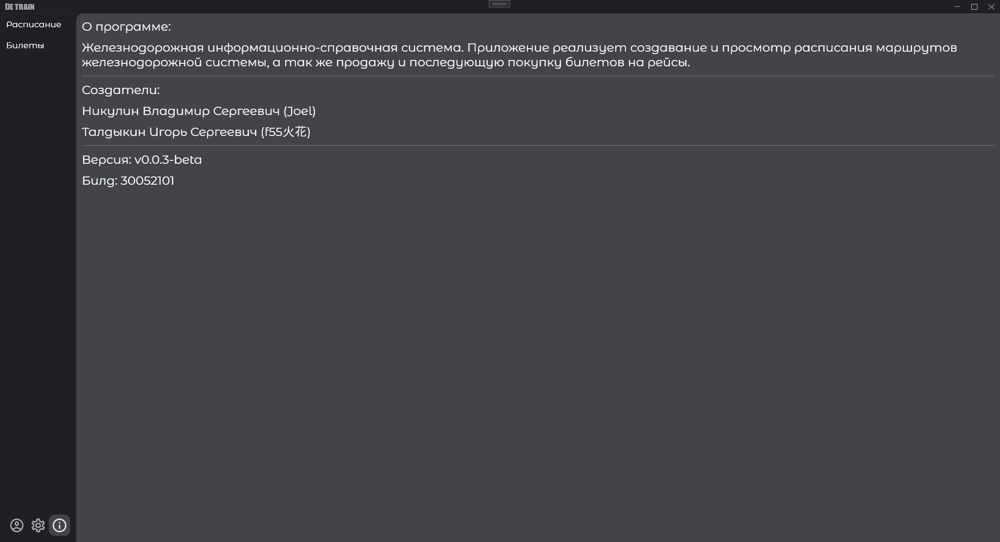 DE TRAIN
Расписание
Билеты
О программе:
Железнодорожная информационно-справочная система. Приложение реализует создавание и просмотр расписания маршрутов
железнодорожной системы, а так же продажу и последующую покупку билетов на рейсы.
Создатели:
Никулин Владимир Сергеевич (Joel)
Талдыкин Игорь Сергеевич (f55火花)
Версия: v0.0.3-beta
Билд: 30052101